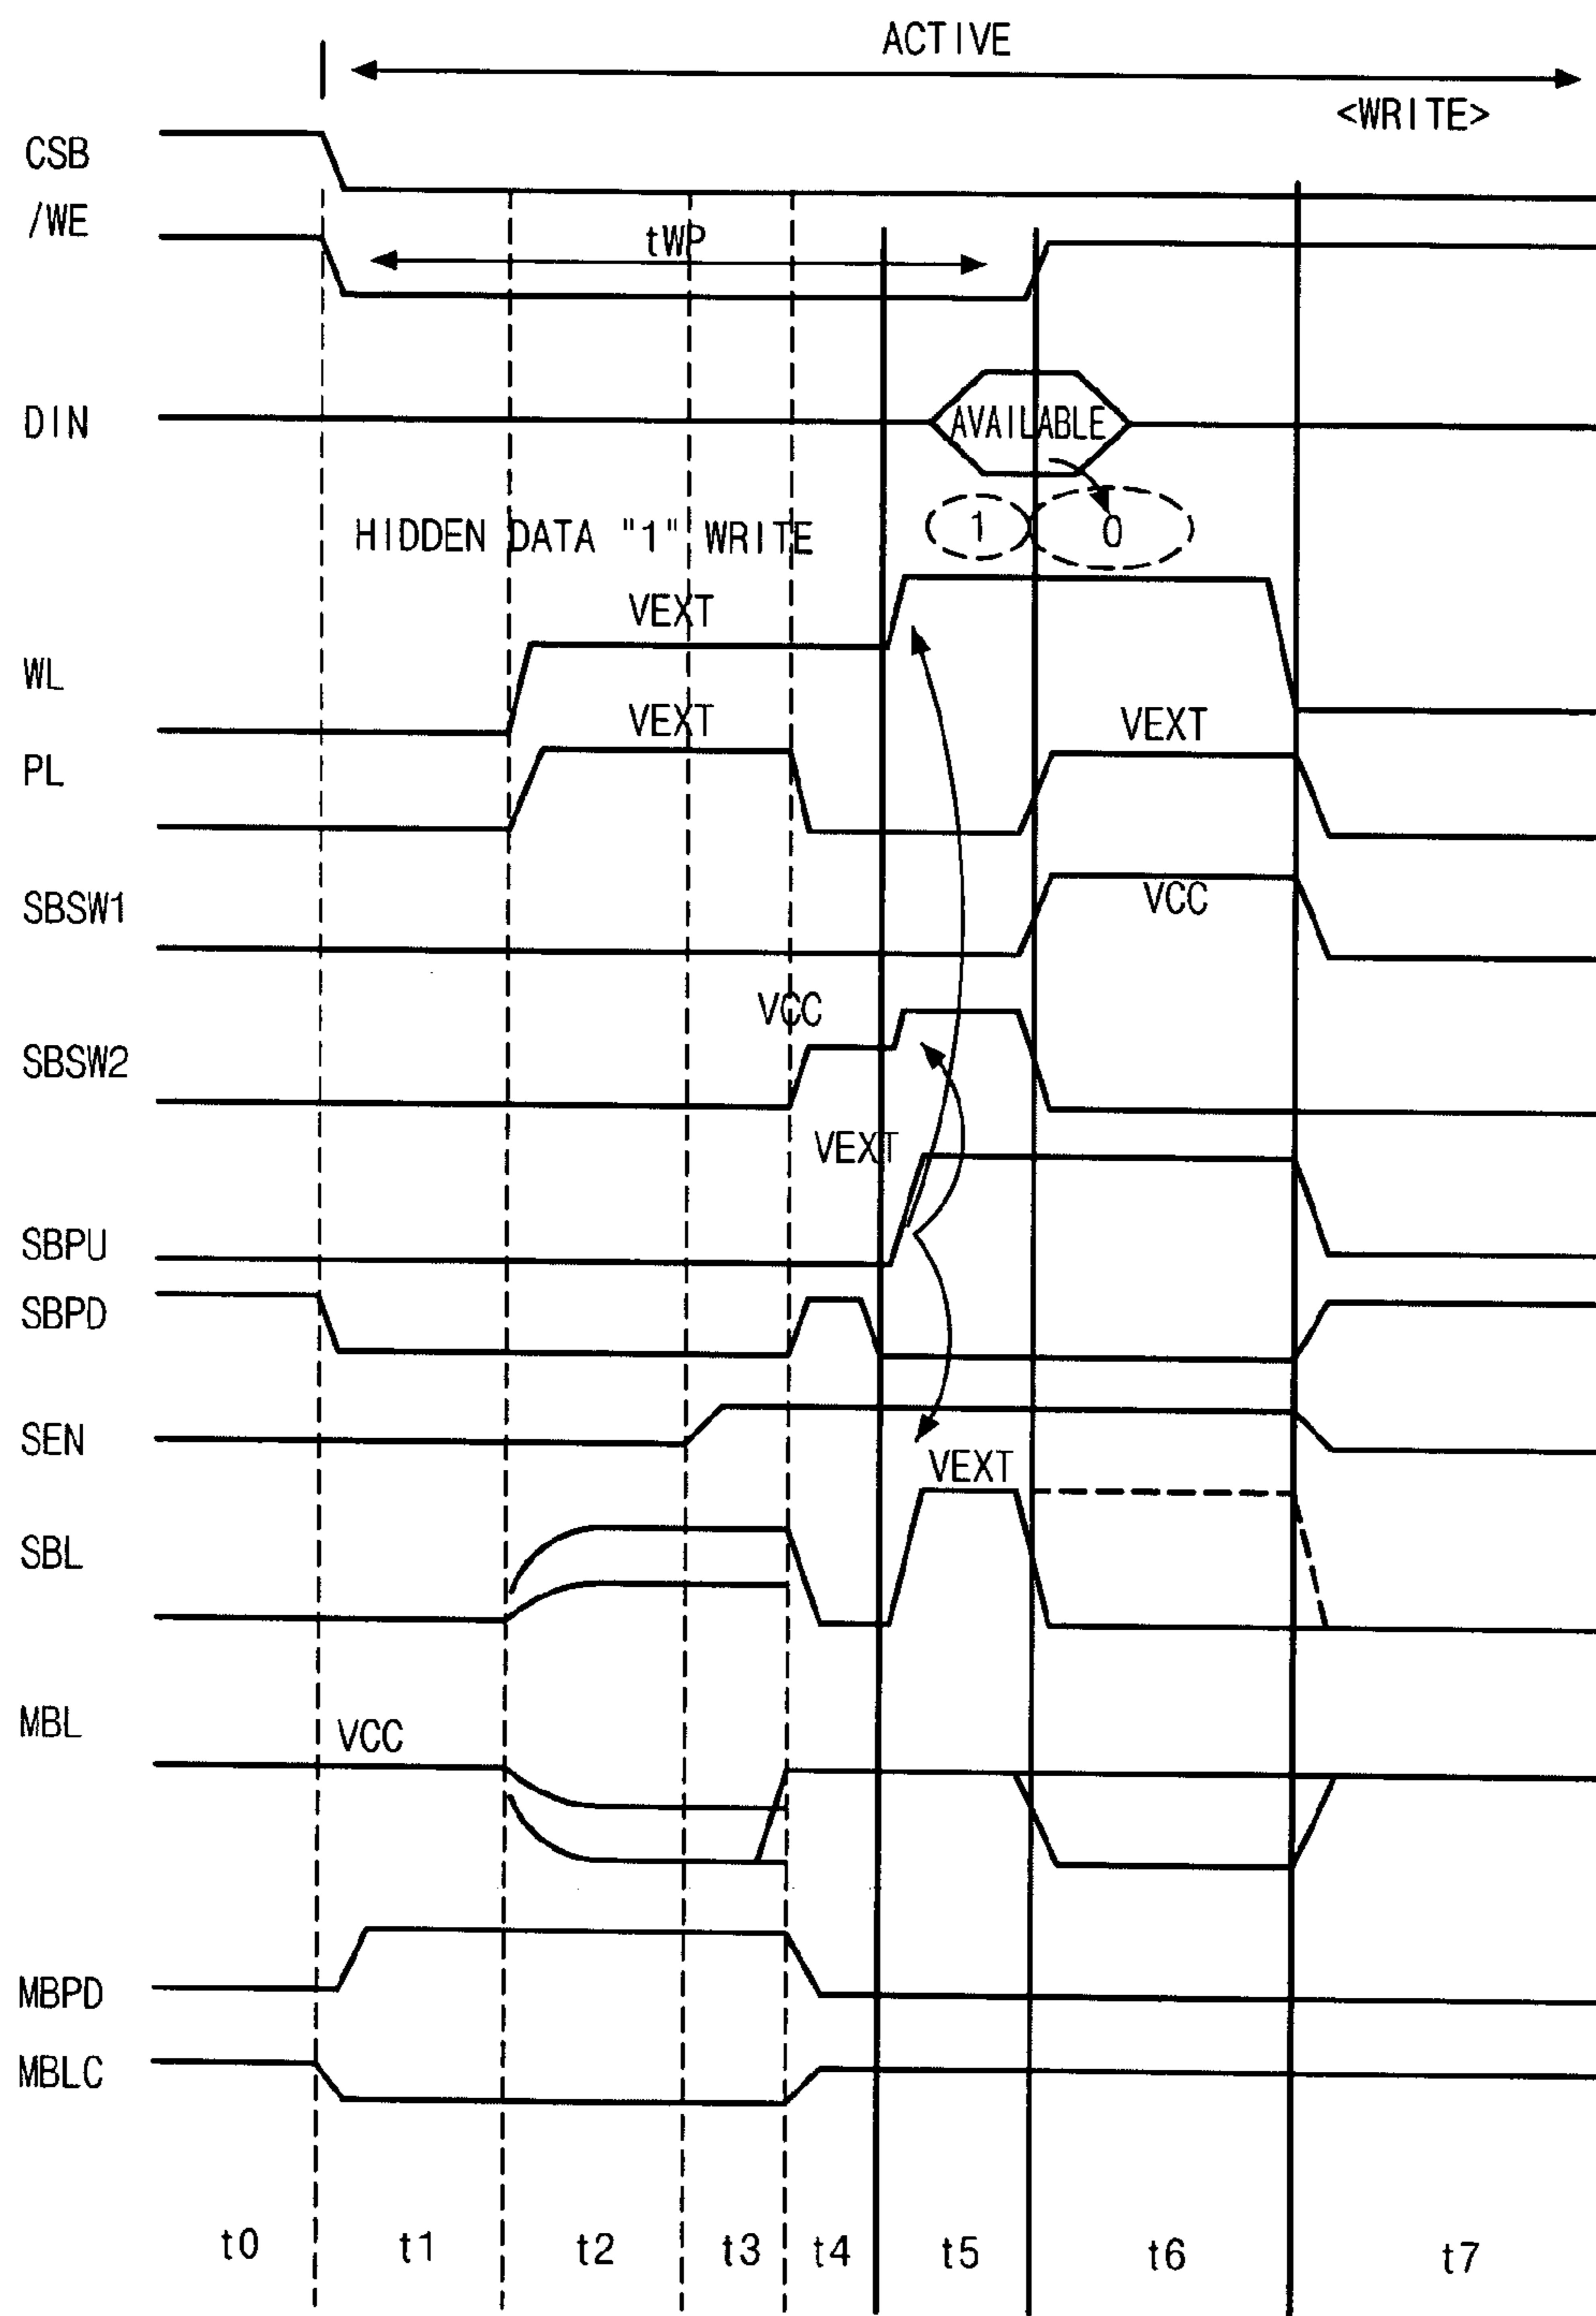 ACTIVE
<WRITE>
CSB
/WE
tWP
DIN
AVAILABLE
HIDDEN DATA "1" WRITE
1
0
VEXT
WL
VEXT
VEXT
PL
SBSW1
VCC
VCC
SBSW2
VEXT
SBPU
SBPD
SEN
VEXT
SBL
MBL
VCC
MBPD
MBLC
t0
t1
t2
t3
t4
t5
t6
t7